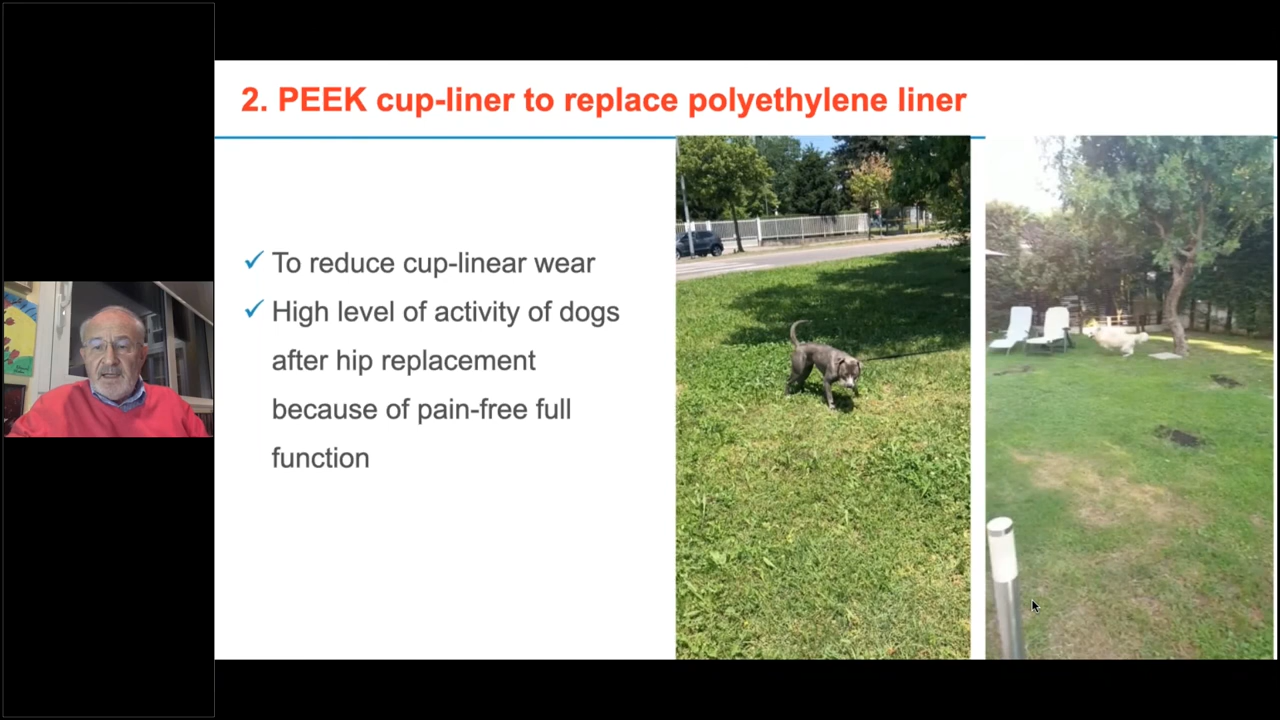 2. PEEK cup-liner to replace polyethylene liner
✓ To reduce cup-linear wear
✓ High level of activity of dogs
after hip replacement
because of pain-free full
function